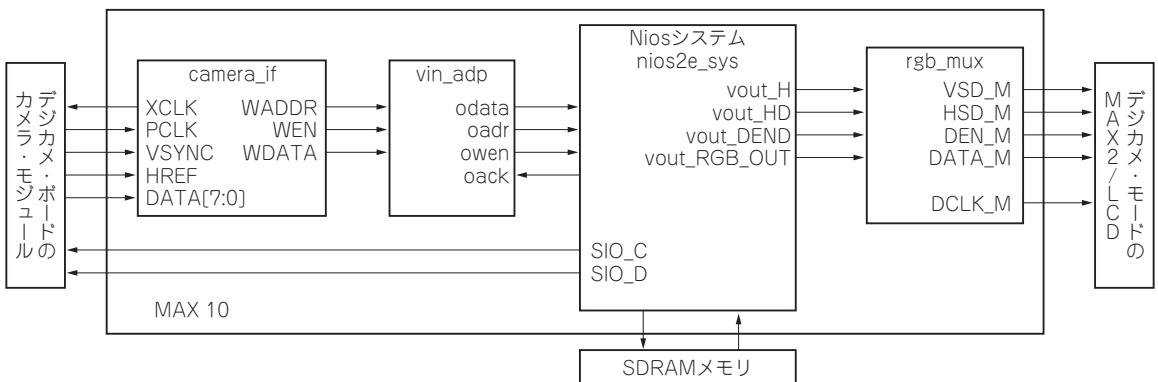 デジカメ・ボードの
カメラ・モジュール
camera_if
XCLK
PCLK
VSYNC
HREF
DATA[7:0]
WADDR
WEN
WDATA
vin_adp
odata
oadr
owen
oack
Niosシステム
nios2e_sys
vout_H
vout_HD
vout_DEND
vout_RGB_OUT
SIO_C
SIO_D
rgb_mux
VSD_M
HSD_M
DEN_M
DATA_M
DCLK_M
デジカメ・モードの
MAX2/LCD
MAX 10
SDRAMメモリ